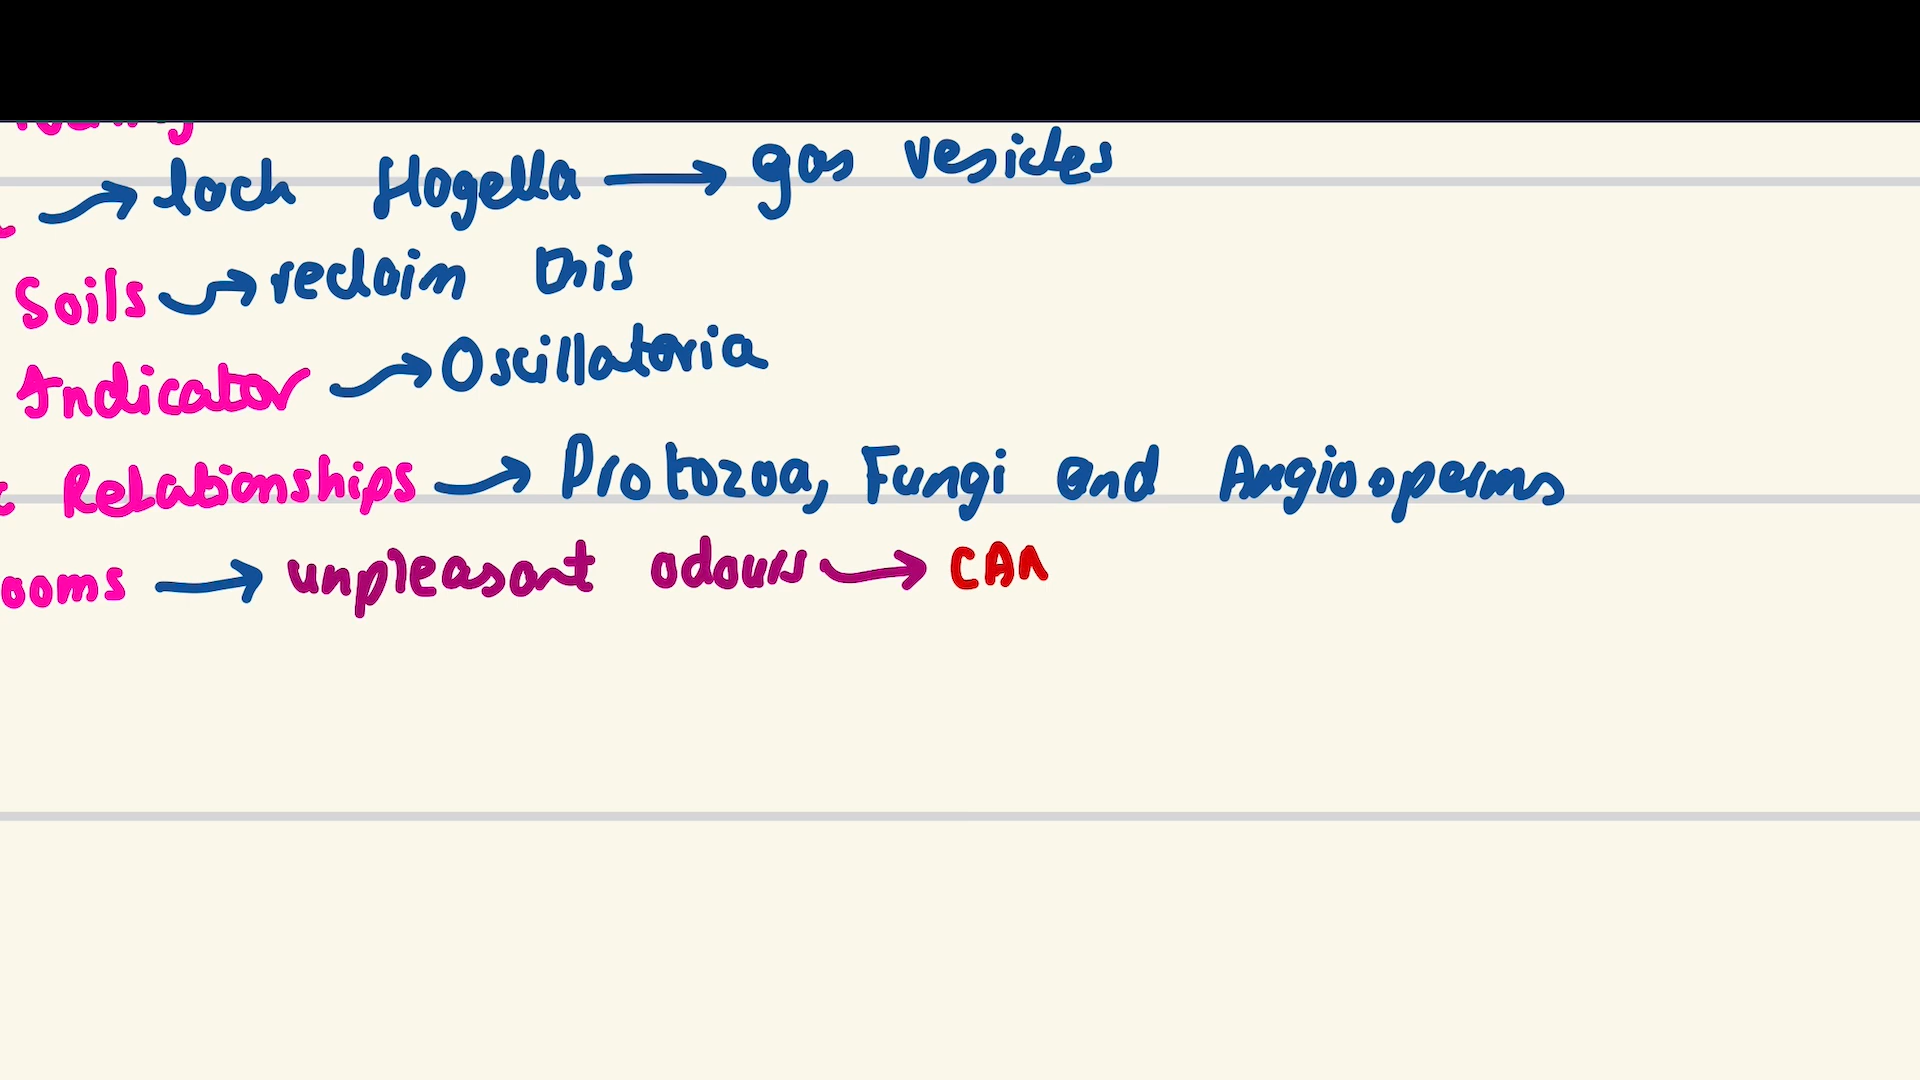 → lack flagella → gas vesicles
Soils → reclaim this
Indicator → Oscillatoria
Relationships → Protozoa, Fungi and Angiosperms
ooms → unpleasant odours → CAA